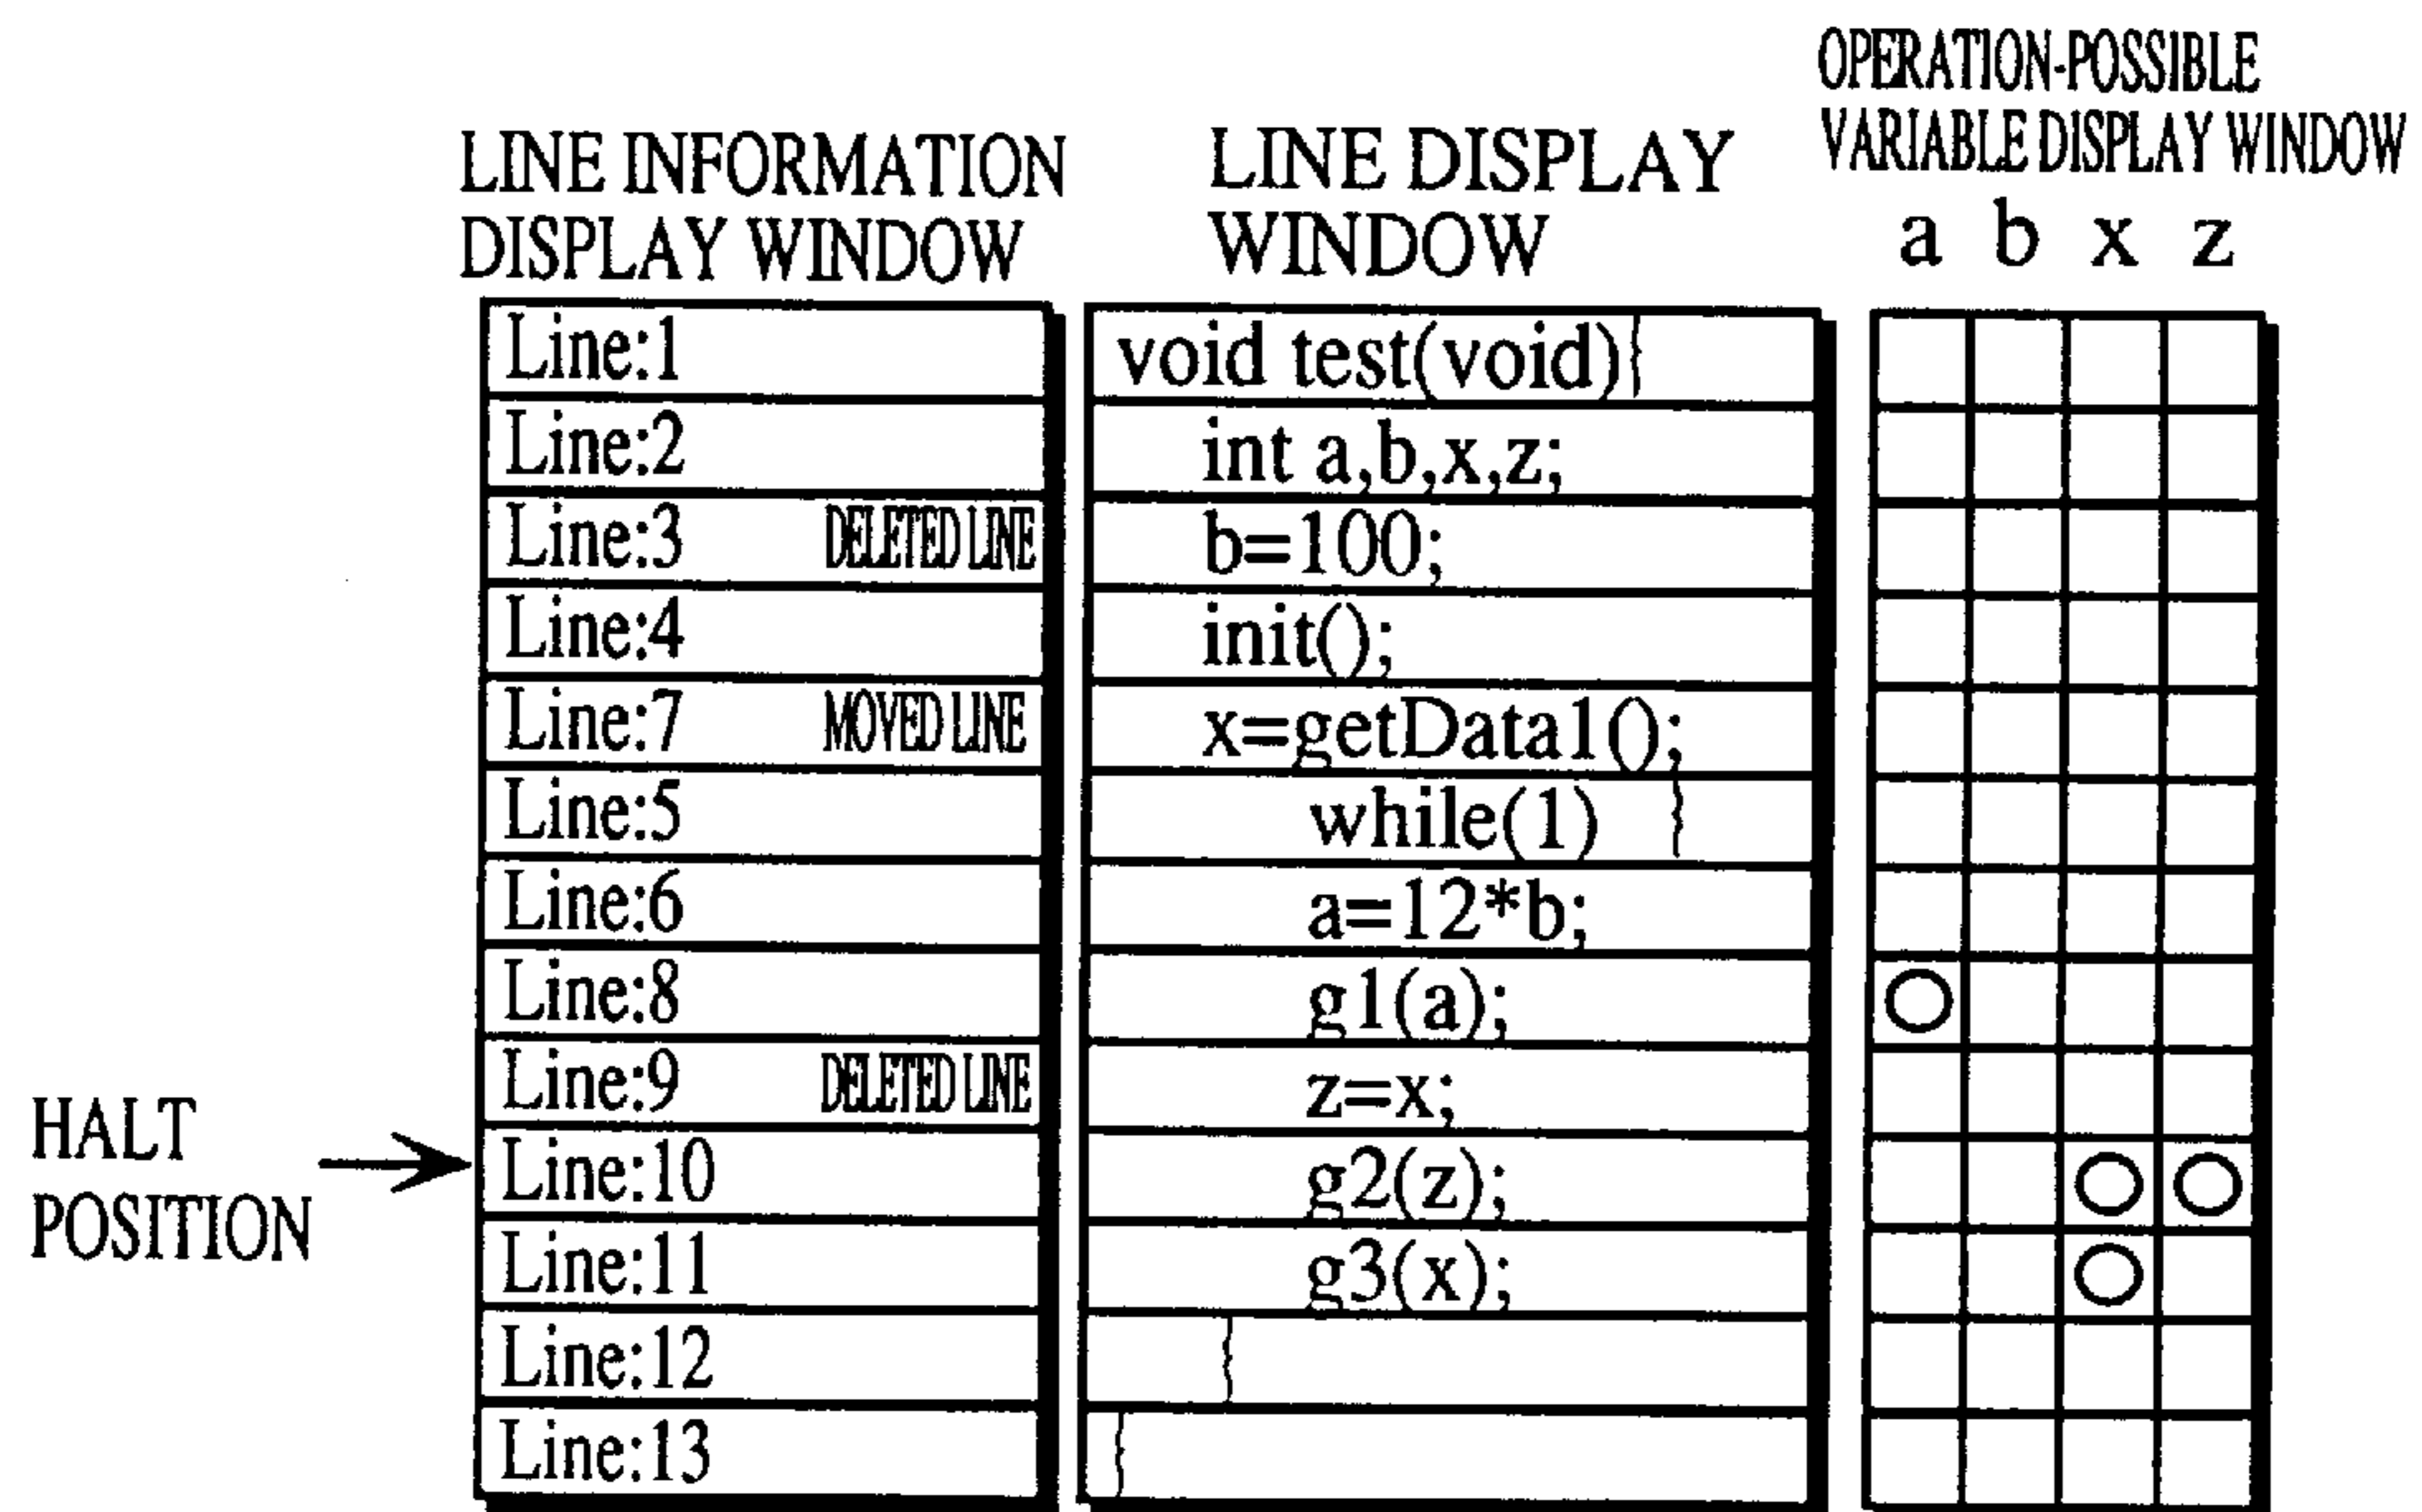 OPERATION-POSSIBLE
VARIABLE DISPLAY WINDOW
LINE INFORMATION
DISPLAY WINDOW
LINE DISPLAY
WINDOW
a b x z
Line:1 void test(void){
Line:2 int a,b,x,z;
Line:3 DELETED LINE b=100;
Line:4 init();
Line:7 MOVED LINE x=getData1();
Line:5 while(1) {
Line:6 a=12*b;
Line:8 g1(a);
Line:9 DELETED LINE z=x;
HALT
POSITION
Line:10 g2(z);
Line:11 g3(x);
Line:12 }
Line:13 }